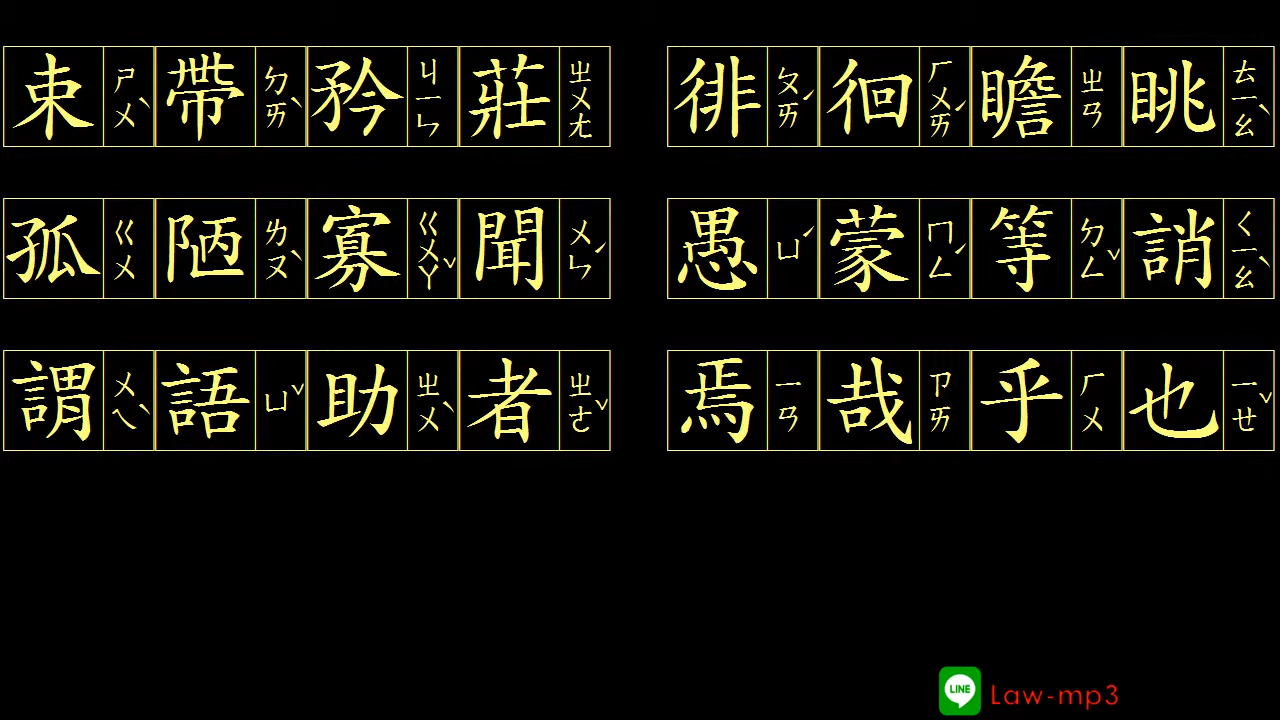 束ㄕㄨˋ帶ㄉㄞˋ矜ㄐㄧㄣ莊ㄓㄨㄤ 徘ㄆㄞˊ徊ㄏㄨㄞˊ瞻ㄓㄢ眺ㄊㄧㄠˋ
孤ㄍㄨ陋ㄌㄡˋ寡ㄍㄨㄚˇ聞ㄨㄣˊ 愚ㄩˊ蒙ㄇㄥˊ等ㄉㄥˇ誚ㄑㄧㄠˋ
謂ㄨㄟˋ語ㄩˇ助ㄓㄨˋ者ㄓㄜˇ 焉ㄧㄢ哉ㄗㄞ乎ㄏㄨ也ㄧㄝˇ
LINE Law-mp3